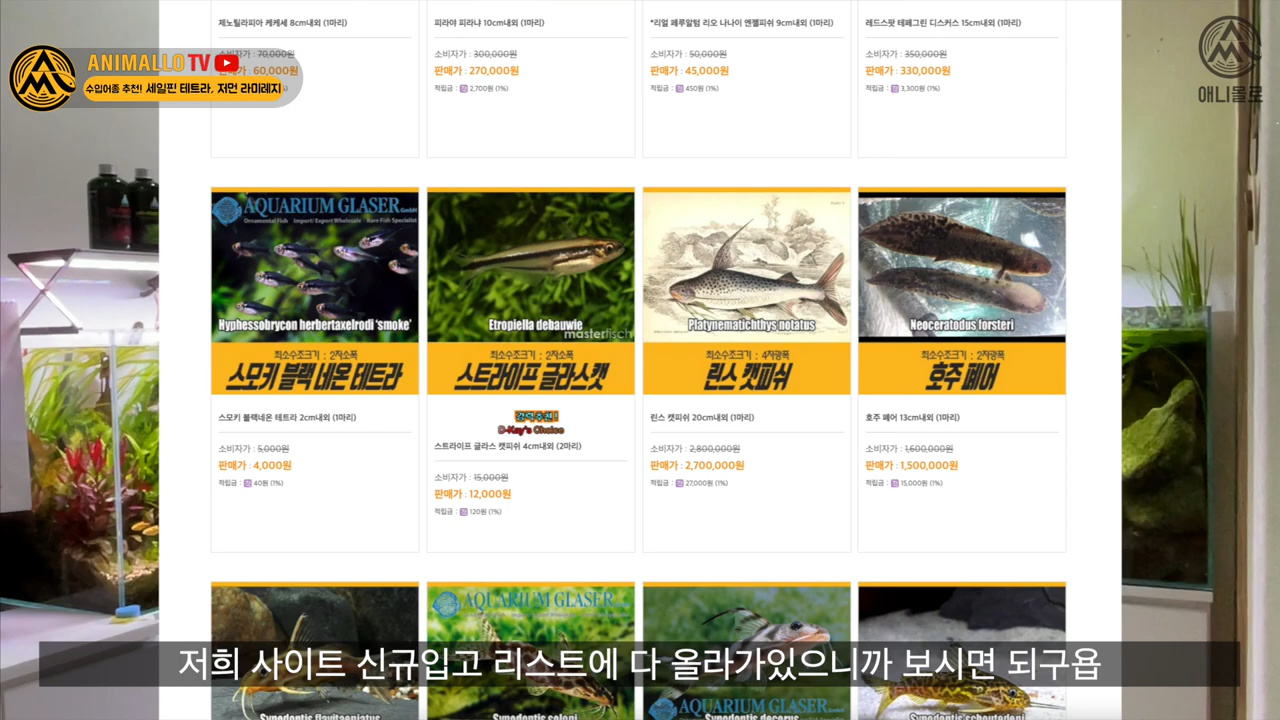 제노틸라피아 케케세 8cm내외 (1마리)
소비자가 : 70,000원
판매가 : 60,000원
피라야 피라냐 10cm내외 (1마리)
소비자가 : 300,000원
판매가 : 270,000원
적립금 : 2,700원 (1%)
*리얼 페루알텀 리오 나나이 엔젤피쉬 9cm내외 (1마리)
소비자가 : 50,000원
판매가 : 45,000원
적립금 : 450원 (1%)
레드스팟 테페그린 디스커스 15cm내외 (1마리)
소비자가 : 350,000원
판매가 : 330,000원
적립금 : 3,300원 (1%)
ANIMALLO TV
수입어종 추천! 세일핀 테트라, 저먼 라미레지
애니몰로
AQUARIUM GLASER GmbH
Ornamental Fish Import/Export Wholesale Rare Fish Specialist
Hyphessobrycon herbertaxelrodi 'smoke'
최소수조크기 : 2자소폭
스모키 블랙 네온 테트라
Etropiella debauwie
masterfisch
최소수조크기 : 2자소폭
스트라이프 글라스캣
Platynematichthys notatus
최소수조크기 : 4자광폭
린스 캣피쉬
Neoceratodus forsteri
최소수조크기 : 2자광폭
호주 폐어
스모키 블랙네온 테트라 2cm내외 (1마리)
소비자가 : 5,000원
판매가 : 4,000원
적립금 : 40원 (1%)
강력추천!
D-Kay's Choice
스트라이프 글라스 캣피쉬 4cm내외 (2마리)
소비자가 : 15,000원
판매가 : 12,000원
적립금 : 120원 (1%)
린스 캣피쉬 20cm내외 (1마리)
소비자가 : 2,800,000원
판매가 : 2,700,000원
적립금 : 27,000원 (1%)
호주 폐어 13cm내외 (1마리)
소비자가 : 1,600,000원
판매가 : 1,500,000원
적립금 : 15,000원 (1%)
AQUARIUM GLASER
저희 사이트 신규입고 리스트에 다 올라가있으니까 보시면 되구욥
Synodontis flavitaeniatus
Synodontis soloni
AQUARIUM GLASER
Synodontis decorus
Synodontis schoutedeni